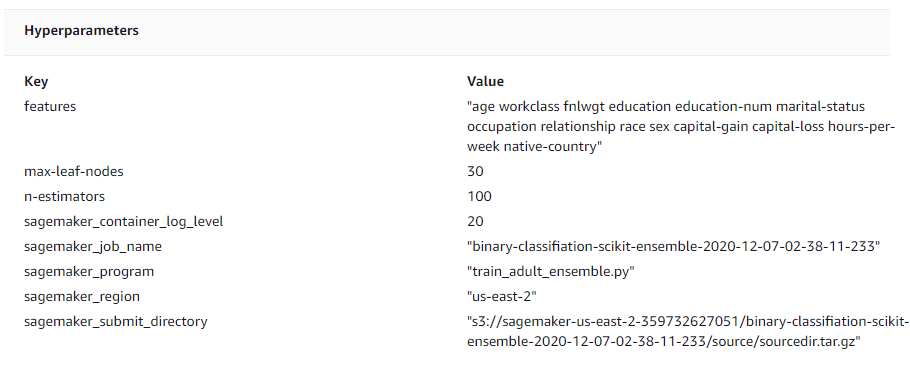 Hyperparameters
Key Value
features "age workclass fnlwgt education education-num marital-status
occupation relationship race sex capital-gain capital-loss hours-per-
week native-country"
max-leaf-nodes 30
n-estimators 100
sagemaker_container_log_level 20
sagemaker_job_name "binary-classifiation-scikit-ensemble-2020-12-07-02-38-11-233"
sagemaker_program "train_adult_ensemble.py"
sagemaker_region "us-east-2"
sagemaker_submit_directory "s3://sagemaker-us-east-2-359732627051/binary-classifiation-scikit-
ensemble-2020-12-07-02-38-11-233/source/sourcedir.tar.gz"